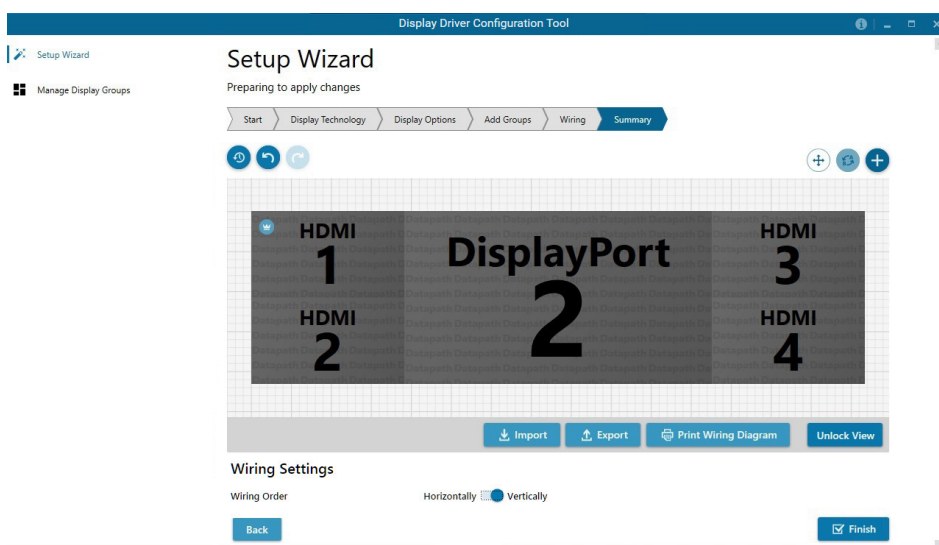 Display Driver Configuration Tool
Setup Wizard
Manage Display Groups
Setup Wizard
Preparing to apply changes
Start Display Technology Display Options Add Groups Wiring Summary
HDMI
1
HDMI
2
DisplayPort
2
HDMI
3
HDMI
4
Import Export Print Wiring Diagram Unlock View
Wiring Settings
Wiring Order Horizontally Vertically
Back Finish